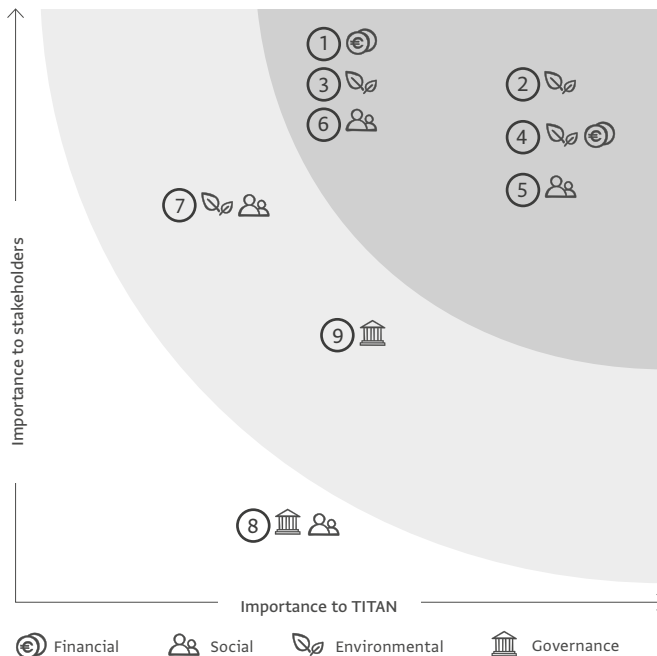 1
3
2
6
4
5
7
9
8
Importance to stakeholders
Importance to TITAN
€ Financial
Social
Environmental
Governance